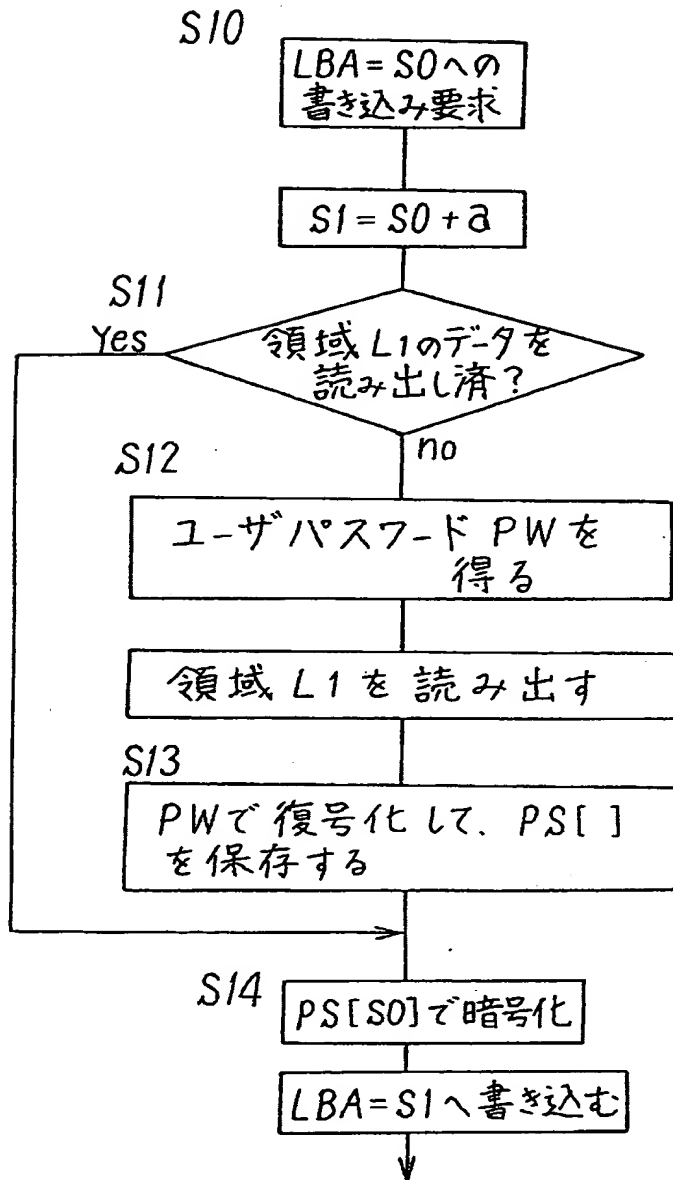 S10
LBA=S0への
書き込み要求
S1=S0+a
S11
Yes
領域 L1のデータを
読み出し済?
no
S12
ユーザパスワード PWを
得る
領域 L1を読み出す
S13
PWで復号化して、PS[ ]
を保存する
S14
PS[S0]で暗号化
LBA=S1へ書き込む